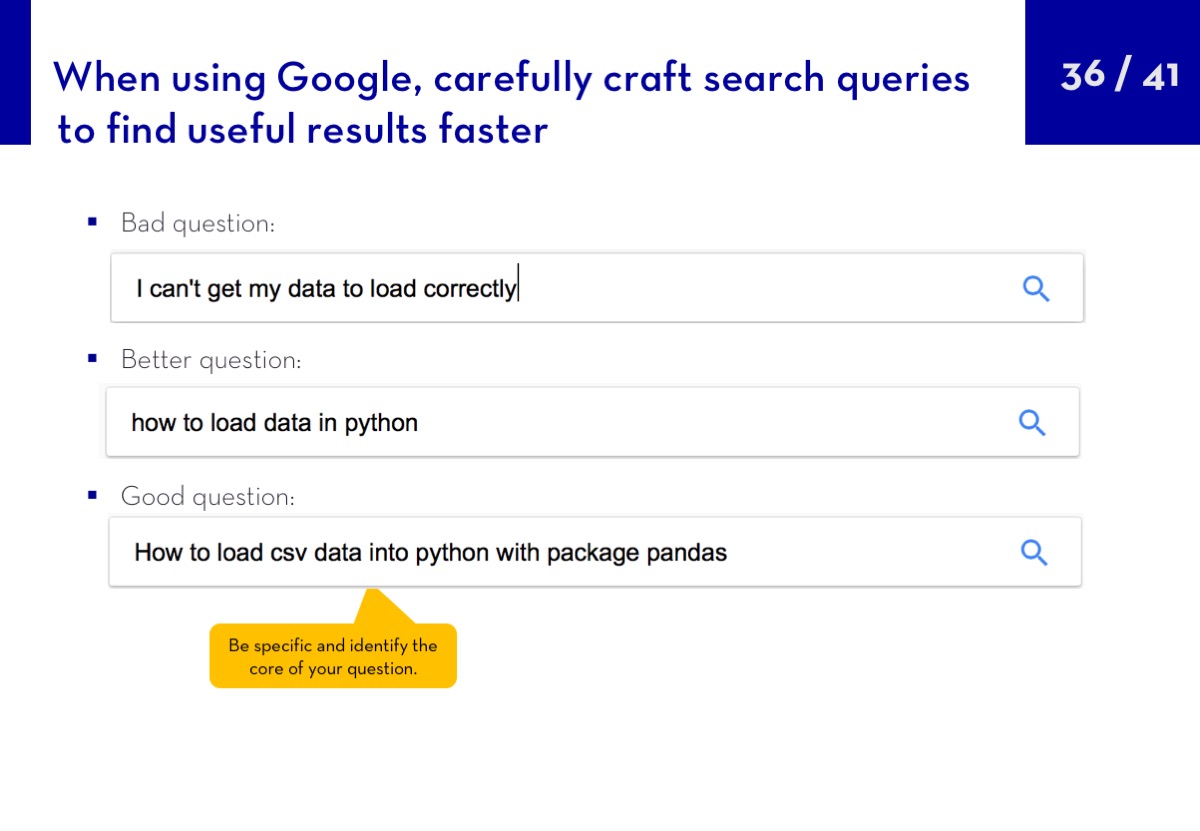 When using Google, carefully craft search queries
to find useful results faster
36 / 41
Bad question:
I can't get my data to load correctly
Better question:
how to load data in python
Good question:
How to load csv data into python with package pandas
Be specific and identify the
core of your question.